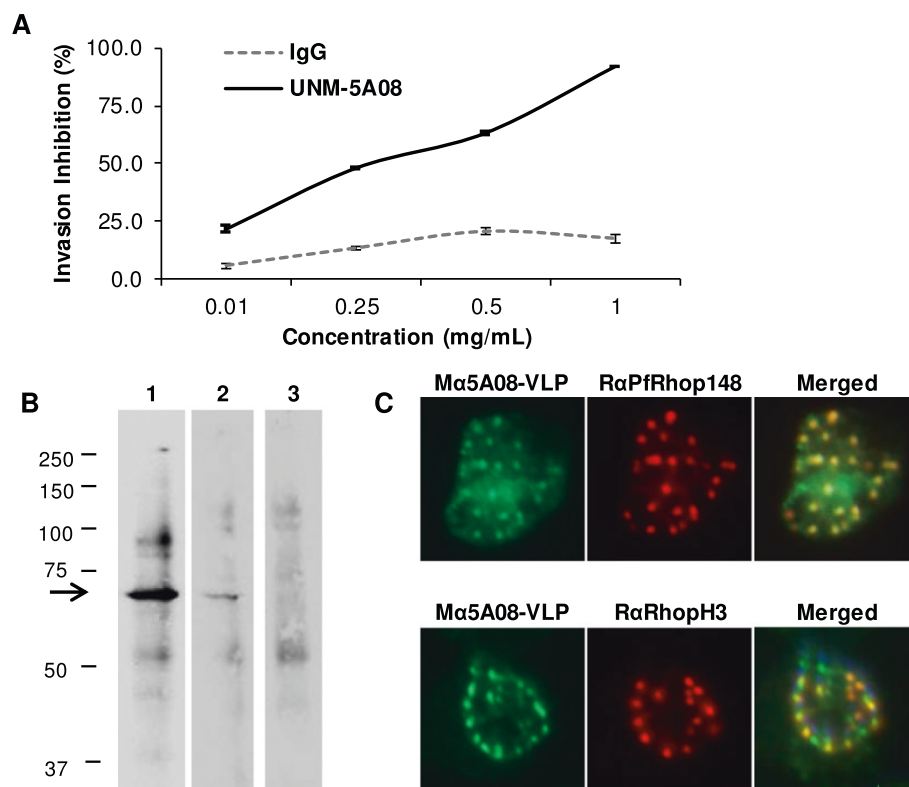 A
Invasion Inhibition (%)
100.0
75.0
50.0
25.0
0.0
IgG
UNM-5A08
0.01 0.25 0.5 1
Concentration (mg/mL)
B
1 2 3
250
150
100
75
50
37
C
Mα5A08-VLP RαPfRhop148 Merged
Mα5A08-VLP RαRhopH3 Merged